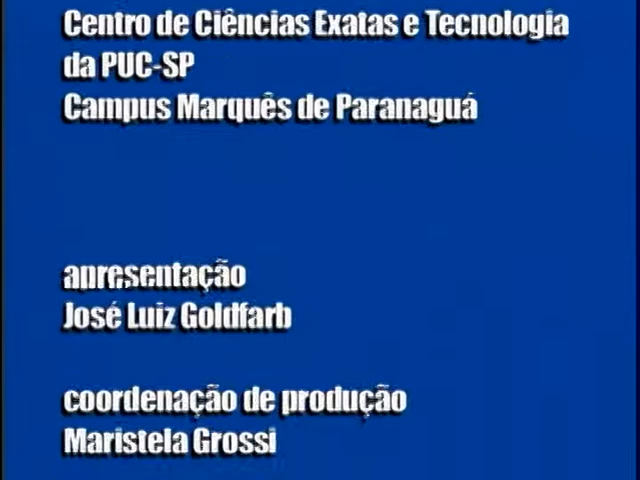 Centro de Ciências Exatas e Tecnologia
da PUC-SP
Campus Marquês de Paranaguá
apresentação
José Luiz Goldfarb
coordenação de produção
Maristela Grossi